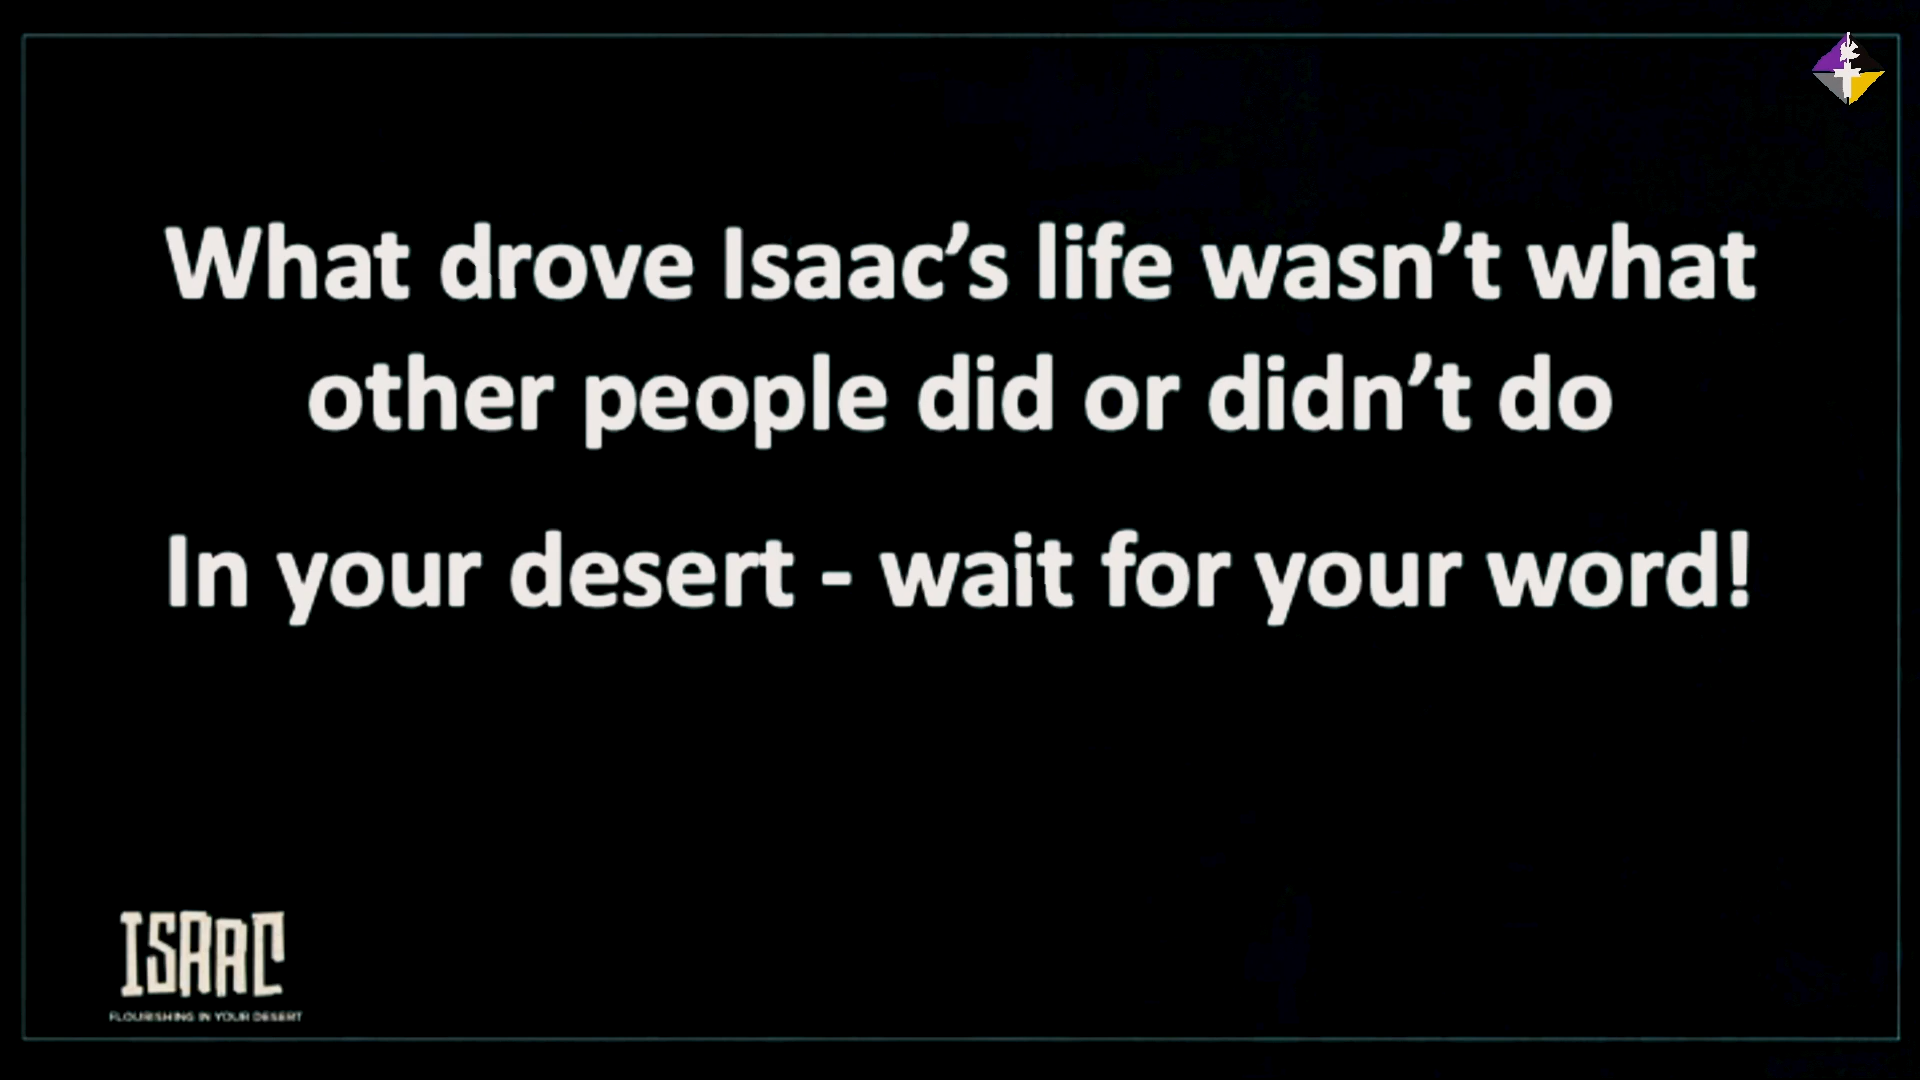 What drove Isaac’s life wasn’t what
other people did or didn’t do
In your desert - wait for your word!
ISAAC
FLOURISHING IN YOUR DESERT